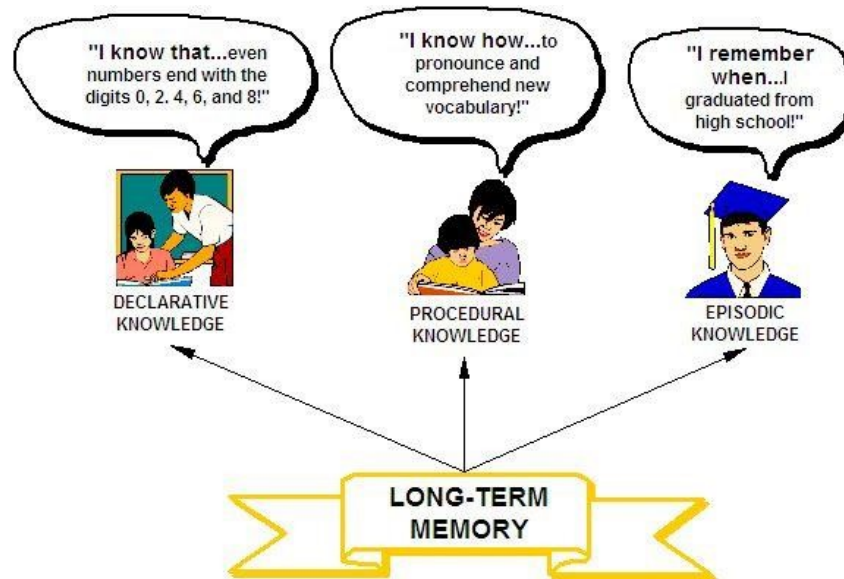 "I know that...even
numbers end with the
digits 0, 2. 4, 6, and 8!"
"I know how...to
pronounce and
comprehend new
vocabulary!"
"I remember
when...I
graduated from
high school!"
DECLARATIVE
KNOWLEDGE
PROCEDURAL
KNOWLEDGE
EPISODIC
KNOWLEDGE
LONG-TERM
MEMORY